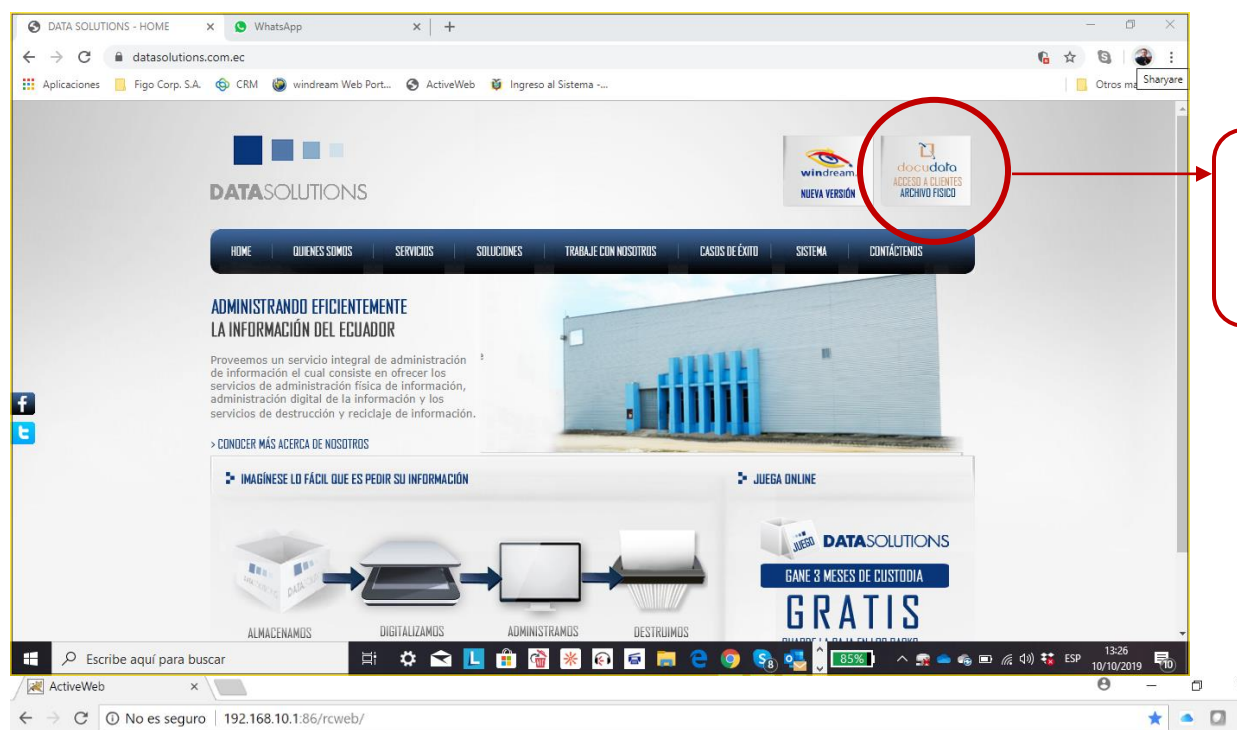 DATA SOLUTIONS - HOME
WhatsApp
datasolutions.com.ec
Aplicaciones
Figo Corp. S.A.
CRM
windream Web Port...
ActiveWeb
Ingreso al Sistema -...
Otros ma
Sharyare
DATASOLUTIONS
windream
NUEVA VERSIÓN
docudata
ACCESO A CLIENTES
ARCHIVO FISICO
HOME
QUIENES SOMOS
SERVICIOS
SOLUCIONES
TRABAJE CON NOSOTROS
CASOS DE ÉXITO
SISTEMA
CONTÁCTENOS
ADMINISTRANDO EFICIENTEMENTE
LA INFORMACIÓN DEL ECUADOR
Proveemos un servicio integral de administración
de información el cual consiste en ofrecer los
servicios de administración física de información,
administración digital de la información y los
servicios de destrucción y reciclaje de información.
> CONOCER MÁS ACERCA DE NOSOTROS
IMAGÍNESE LO FÁCIL QUE ES PEDIR SU INFORMACIÓN
JUEGA ONLINE
ALMACENAMOS
DIGITALIZAMOS
ADMINISTRAMOS
DESTRUIMOS
JUEGO DATASOLUTIONS
GANE 3 MESES DE CUSTODIA
GRATIS
Escribe aquí para buscar
85%
ESP
13:26
10/10/2019
ActiveWeb
No es seguro
192.168.10.1:86/rcweb/